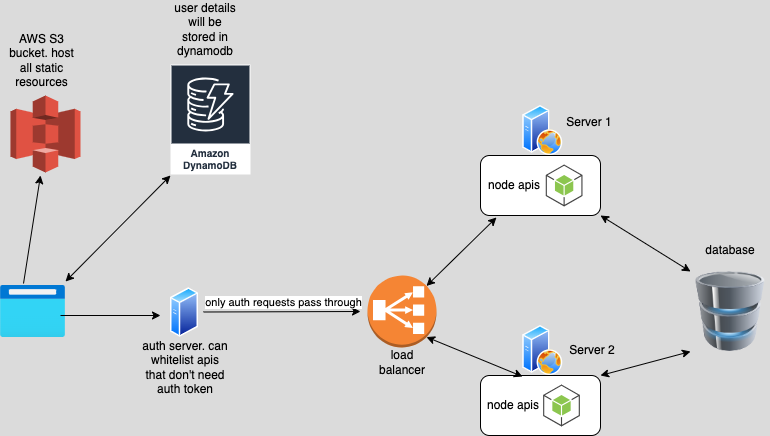 user details
will be
stored in
dynamodb
AWS S3
bucket. host
all static
resources
Amazon
DynamoDB
Server 1
node apis
database
only auth requests pass through
auth server. can
whitelist apis
that don't need
auth token
load
balancer
Server 2
node apis